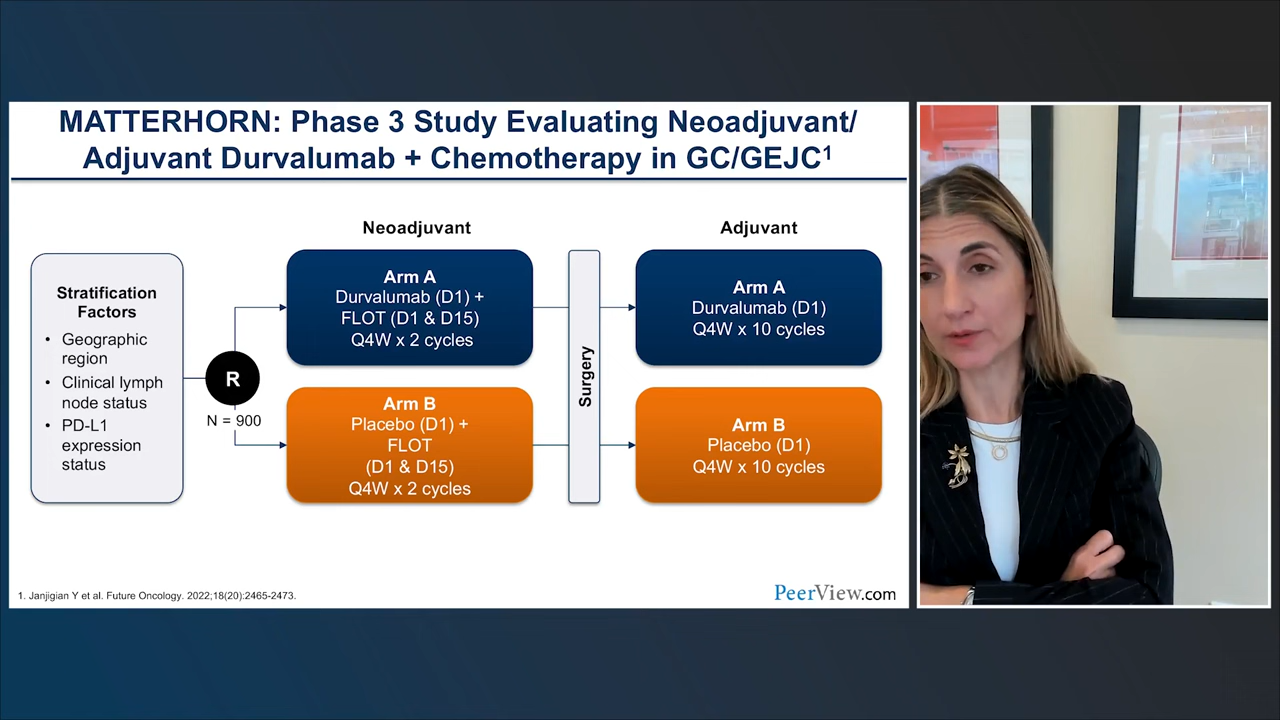 MATTERHORN: Phase 3 Study Evaluating Neoadjuvant/
Adjuvant Durvalumab + Chemotherapy in GC/GEJC1
Neoadjuvant
Adjuvant
Stratification
Factors
• Geographic
region
• Clinical lymph
node status
• PD-L1
expression
status
R
N = 900
Arm A
Durvalumab (D1) +
FLOT (D1 & D15)
Q4W x 2 cycles
Arm B
Placebo (D1) +
FLOT
(D1 & D15)
Q4W x 2 cycles
Surgery
Arm A
Durvalumab (D1)
Q4W x 10 cycles
Arm B
Placebo (D1)
Q4W x 10 cycles
1. Janjigian Y et al. Future Oncology. 2022;18(20):2465-2473.
PeerView.com